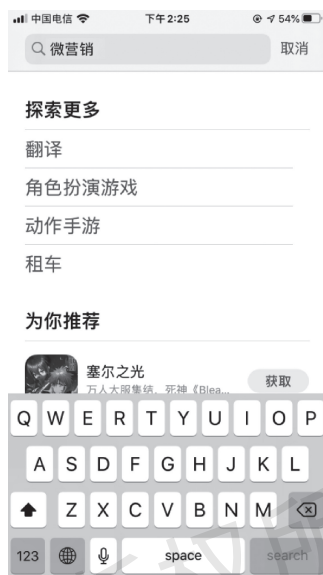 中国电信 下午2:25 54%
微营销 取消
探索更多
翻译
角色扮演游戏
动作手游
租车
为你推荐
塞尔之光
万人大服集结，死神《Blea... 获取
Q W E R T Y U I O P
A S D F G H J K L
Z X C V B N M
123 space search